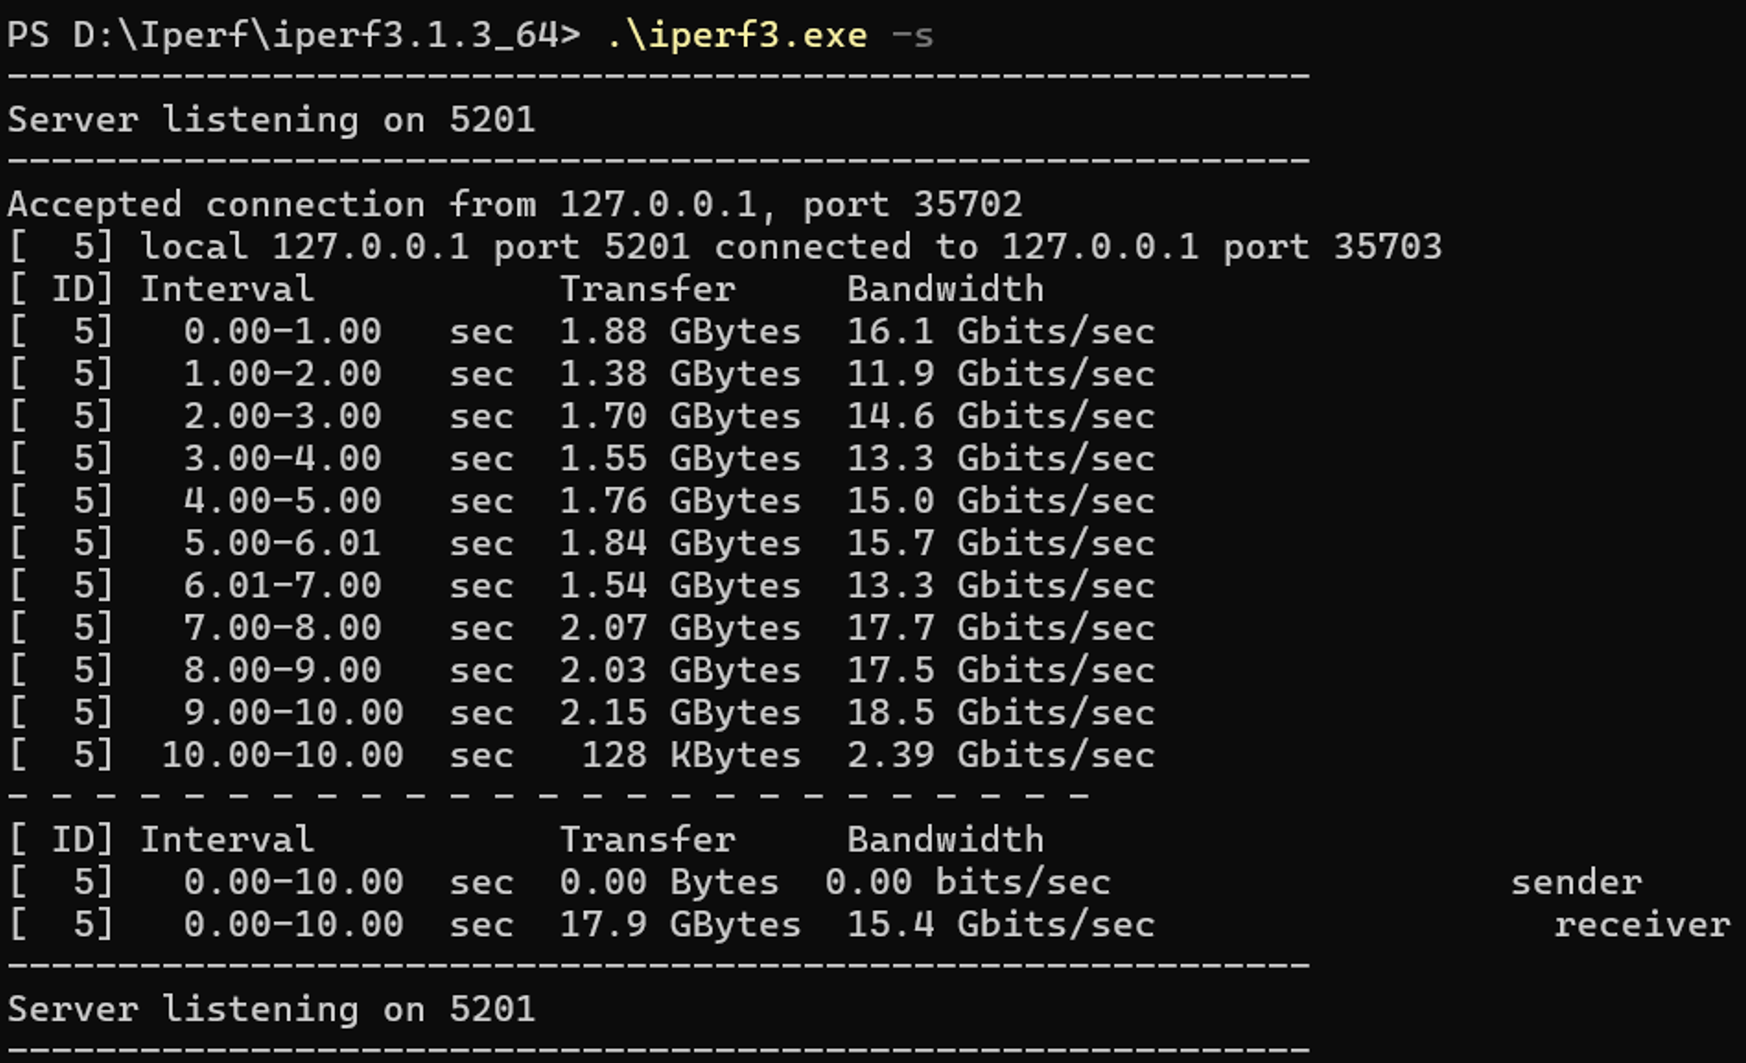 PS D:\Iperf\iperf3.1.3_64> .\iperf3.exe -s
-----------------------------------------------------------
Server listening on 5201
-----------------------------------------------------------
Accepted connection from 127.0.0.1, port 35702
[  5] local 127.0.0.1 port 5201 connected to 127.0.0.1 port 35703
[ ID] Interval           Transfer     Bandwidth
[  5]   0.00-1.00   sec  1.88 GBytes  16.1 Gbits/sec
[  5]   1.00-2.00   sec  1.38 GBytes  11.9 Gbits/sec
[  5]   2.00-3.00   sec  1.70 GBytes  14.6 Gbits/sec
[  5]   3.00-4.00   sec  1.55 GBytes  13.3 Gbits/sec
[  5]   4.00-5.00   sec  1.76 GBytes  15.0 Gbits/sec
[  5]   5.00-6.01   sec  1.84 GBytes  15.7 Gbits/sec
[  5]   6.01-7.00   sec  1.54 GBytes  13.3 Gbits/sec
[  5]   7.00-8.00   sec  2.07 GBytes  17.7 Gbits/sec
[  5]   8.00-9.00   sec  2.03 GBytes  17.5 Gbits/sec
[  5]   9.00-10.00  sec  2.15 GBytes  18.5 Gbits/sec
[  5]  10.00-10.00  sec   128 KBytes  2.39 Gbits/sec
- - - - - - - - - - - - - - - - - - - - - - - - -
[ ID] Interval           Transfer     Bandwidth
[  5]   0.00-10.00  sec  0.00 Bytes  0.00 bits/sec                  sender
[  5]   0.00-10.00  sec  17.9 GBytes  15.4 Gbits/sec                  receiver
-----------------------------------------------------------
Server listening on 5201
-----------------------------------------------------------